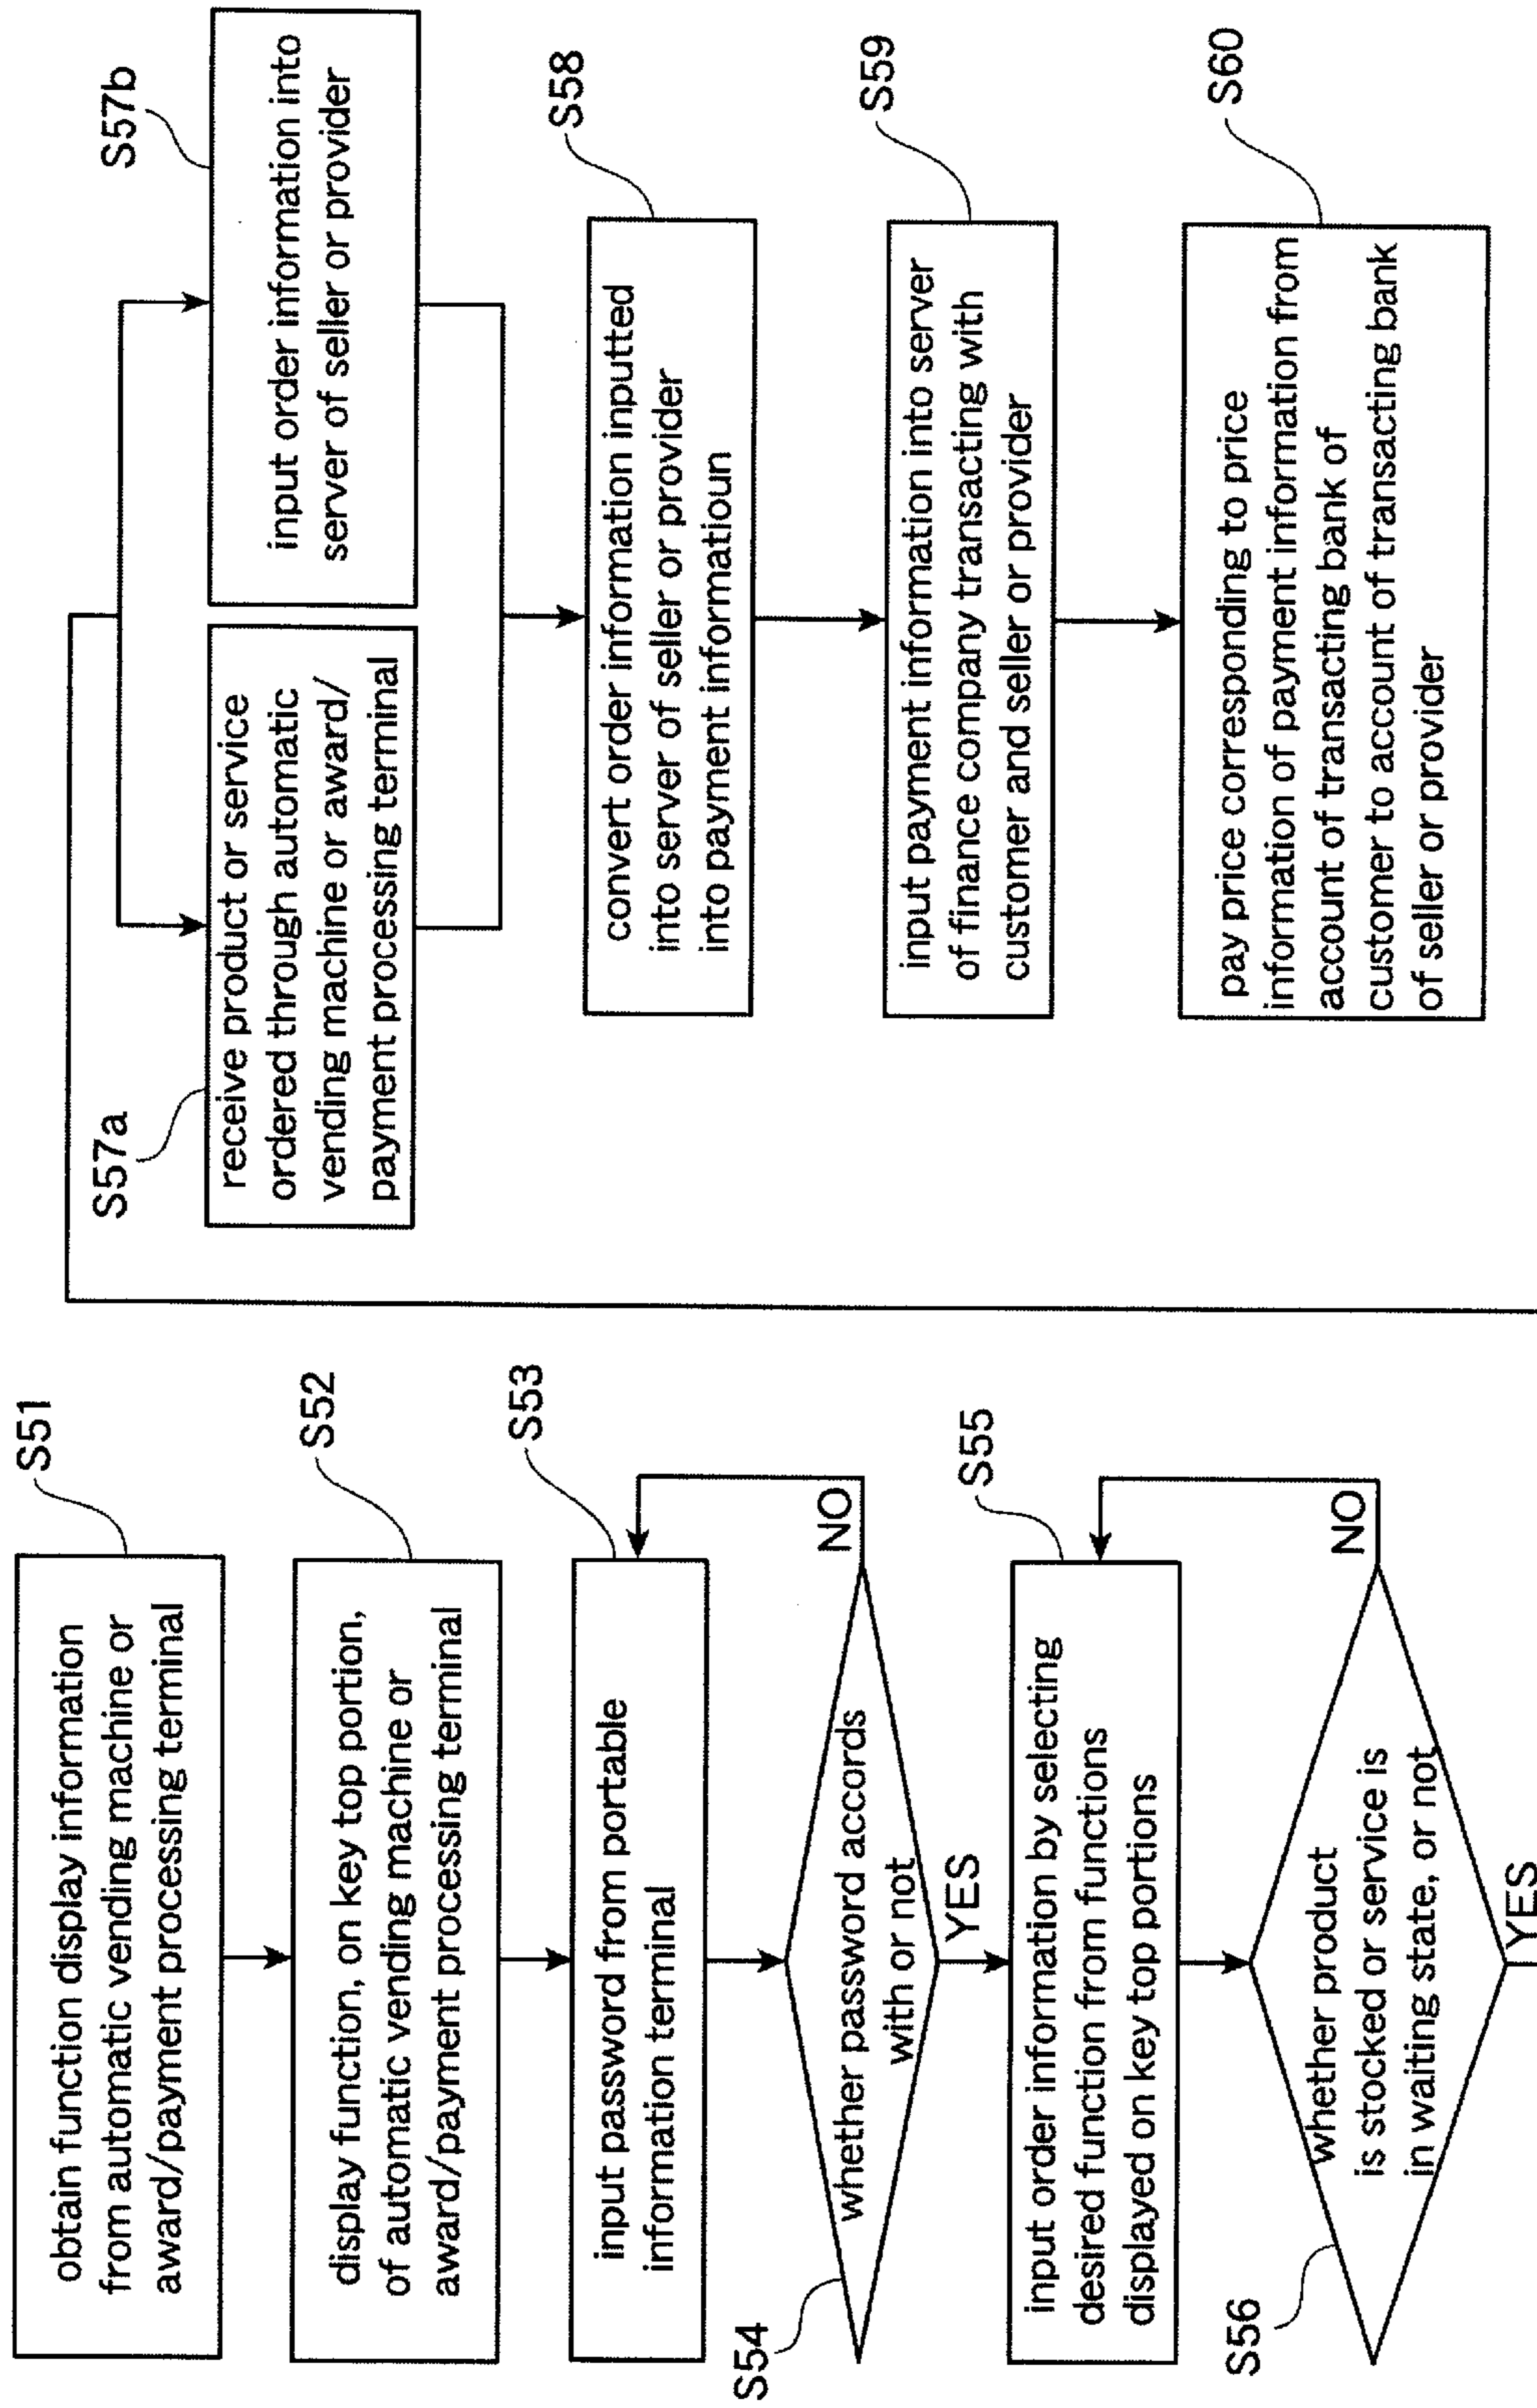 S51
obtain function display information
from automatic vending machine or
award/payment processing terminal
S52
display function, on key top portion,
of automatic vending machine or
award/payment processing terminal
S53
input password from portable
information terminal
S54
whether password accords
with or not
NO
YES
S55
input order information by selecting
desired function from functions
displayed on key top portions
S56
whether product
is stocked or service is
in waiting state, or not
NO
YES
S57a
receive product or service
ordered through automatic
vending machine or award/
payment processing terminal
S57b
input order information into
server of seller or provider
S58
convert order information inputted
into server of seller or provider
into payment informatioun
S59
input payment information into server
of finance company transacting with
customer and seller or provider
S60
pay price corresponding to price
information of payment information from
account of transacting bank of
customer to account of transacting bank
of seller or provider